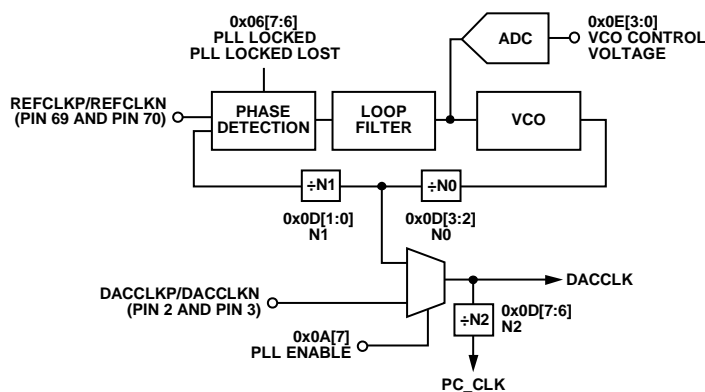 0x06[7:6]
PLL LOCKED
PLL LOCKED LOST
ADC
0x0E[3:0]
VCO CONTROL
VOLTAGE
REFCLKP/REFCLKN
(PIN 69 AND PIN 70)
PHASE
DETECTION
LOOP
FILTER
VCO
÷N1
÷N0
0x0D[1:0]
N1
0x0D[3:2]
N0
DACCLK
DACCLKP/DACCLKN
(PIN 2 AND PIN 3)
÷N2
0x0D[7:6]
N2
0x0A[7]
PLL ENABLE
PC_CLK